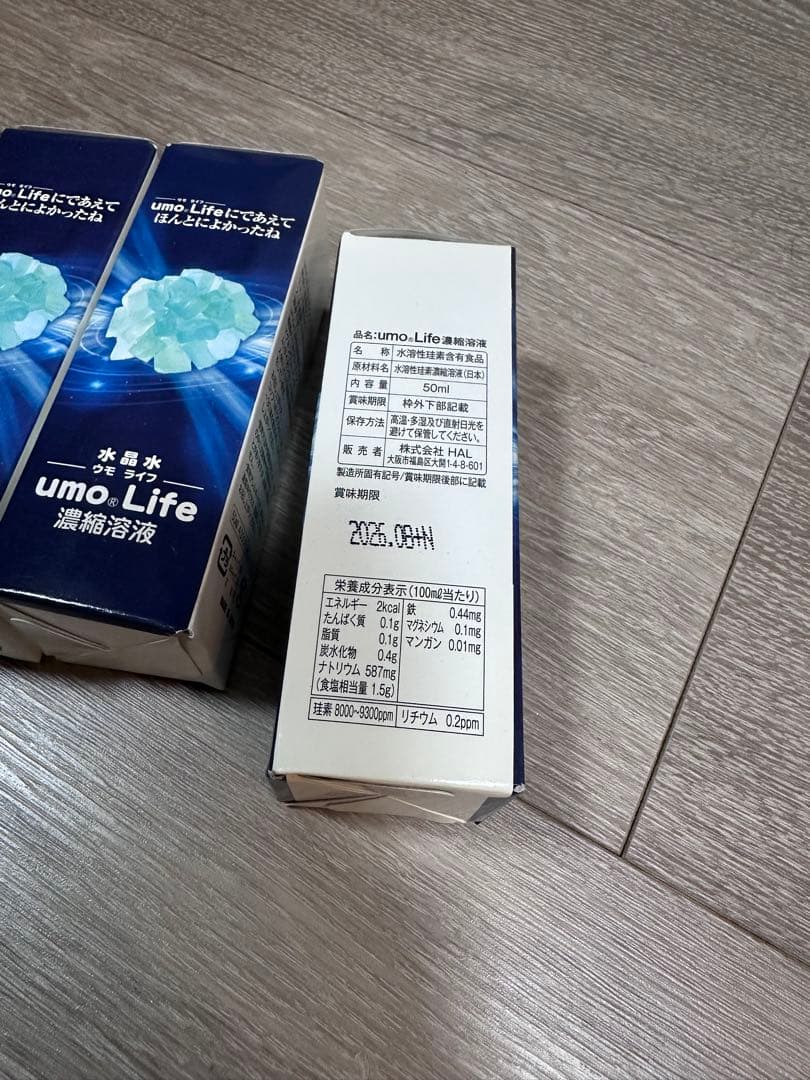 ウモ ライフ
umo Lifeにであえて
んとによかったね
ウモ ライフ
umo Lifeにであえて
ほんとによかったね
水晶水
ウモ ライフ
umo® Life
濃縮溶液
品名:umo®Life濃縮溶液
名称 水溶性珪素含有食品
原材料名 水溶性珪素濃縮溶液(日本)
内容量 50ml
賞味期限 枠外下部記載
保存方法 高温・多湿及び直射日光を
避けて保管してください。
販売者 株式会社 HAL
大阪市福島区大開1-4-8-601
製造所固有記号/賞味期限後部に記載
賞味期限
2026.08+N
栄養成分表示(100mℓ当たり)
エネルギー 2kcal
たんぱく質 0.1g
脂質 0.1g
炭水化物 0.4g
ナトリウム 587mg
(食塩相当量 1.5g)
鉄 0.44mg
マグネシウム 0.1mg
マンガン 0.01mg
珪素 8000~9300ppm リチウム 0.2ppm